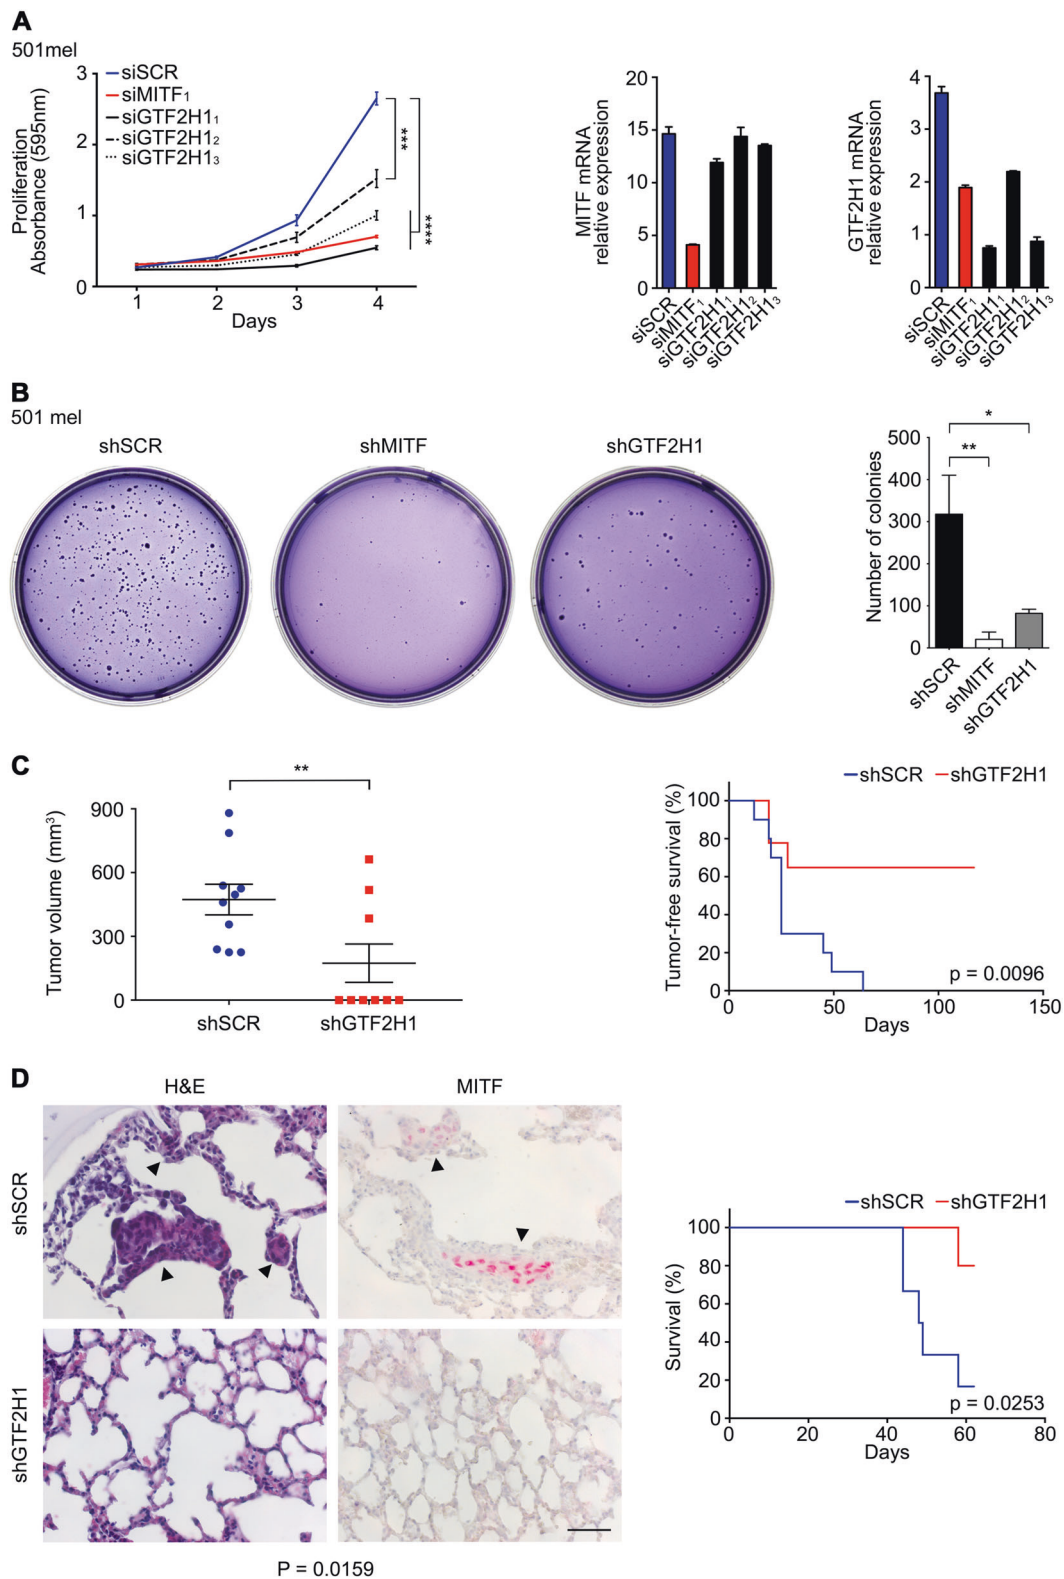 A
501mel
Proliferation
Absorbance (595nm)
3
2
1
0
1 2 3 4
Days
siSCR
siMITF₁
siGTF2H1₁
siGTF2H1₂
siGTF2H1₃
***
****
MITF mRNA
relative expression
20
15
10
5
0
siSCR
siMITF₁
siGTF2H1₁
siGTF2H1₂
siGTF2H1₃
GTF2H1 mRNA
relative expression
4
3
2
1
0
siSCR
siMITF₁
siGTF2H1₁
siGTF2H1₂
siGTF2H1₃
B
501 mel
shSCR
shMITF
shGTF2H1
Number of colonies
500
400
300
200
100
0
*
**
shSCR
shMITF
shGTF2H1
C
Tumor volume (mm³)
900
600
300
0
**
shSCR
shGTF2H1
Tumor-free survival (%)
100
80
60
40
20
0
shSCR shGTF2H1
p = 0.0096
0 50 100 150
Days
D
H&E
MITF
shSCR
shGTF2H1
P = 0.0159
Survival (%)
100
80
60
40
20
0
shSCR shGTF2H1
p = 0.0253
0 20 40 60 80
Days